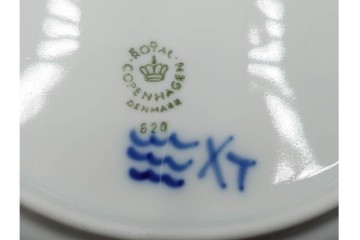 ROYAL
COPENHAGEN
DENMARK
620
XT